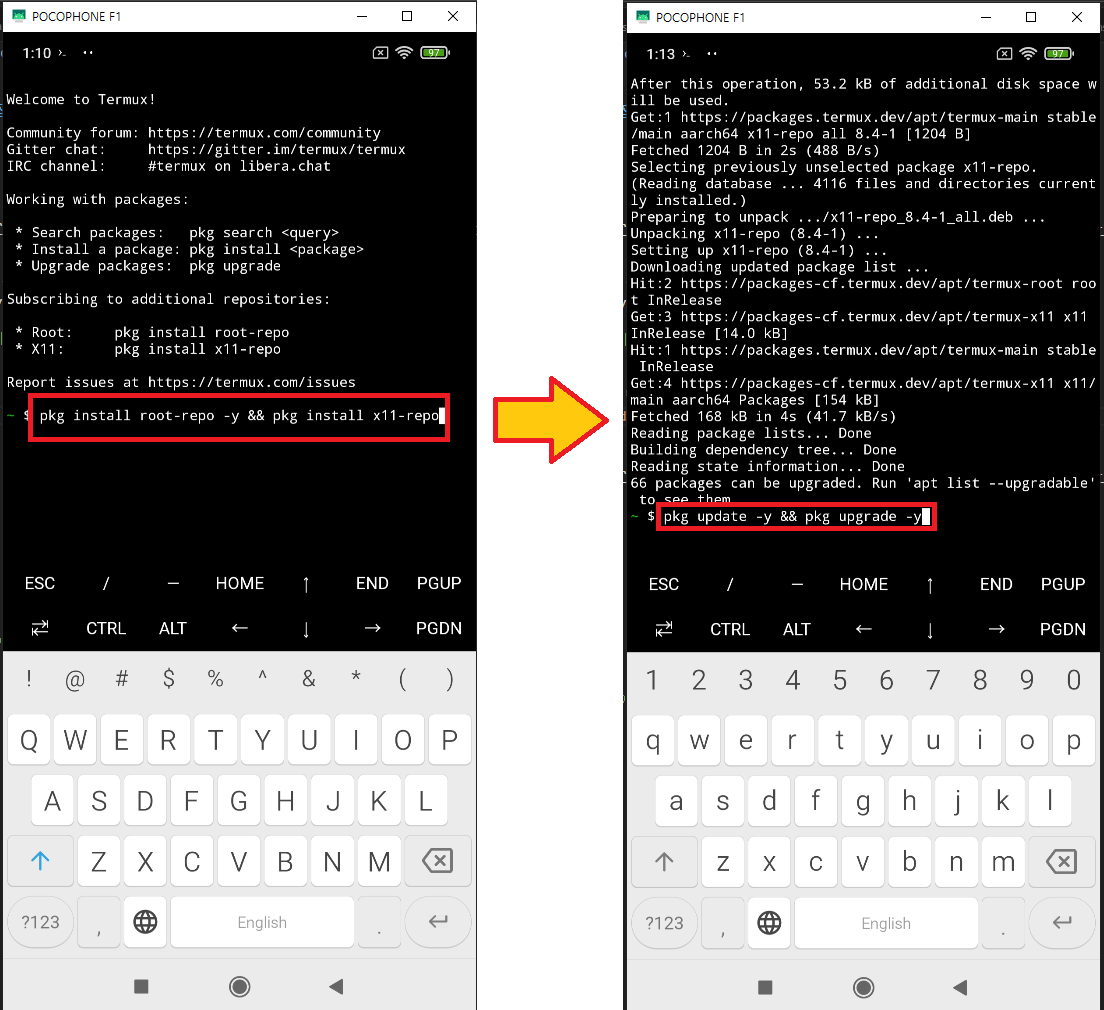 POCOPHONE F1
1:10
97
Welcome to Termux!
Community forum: https://termux.com/community
Gitter chat: https://gitter.im/termux/termux
IRC channel: #termux on libera.chat
Working with packages:
* Search packages: pkg search <query>
* Install a package: pkg install <package>
* Upgrade packages: pkg upgrade
Subscribing to additional repositories:
* Root: pkg install root-repo
* X11: pkg install x11-repo
Report issues at https://termux.com/issues
~ $ pkg install root-repo -y && pkg install x11-repo
ESC / — HOME ↑ END PGUP
⇄ CTRL ALT ← ↓ → PGDN
! @ # $ % ^ & * ( )
Q W E R T Y U I O P
A S D F G H J K L
Z X C V B N M
?123 , English .
POCOPHONE F1
1:13
97
After this operation, 53.2 kB of additional disk space w
ill be used.
Get:1 https://packages.termux.dev/apt/termux-main stable
/main aarch64 x11-repo all 8.4-1 [1204 B]
Fetched 1204 B in 2s (488 B/s)
Selecting previously unselected package x11-repo.
(Reading database ... 4116 files and directories current
ly installed.)
Preparing to unpack .../x11-repo_8.4-1_all.deb ...
Unpacking x11-repo (8.4-1) ...
Setting up x11-repo (8.4-1) ...
Downloading updated package list ...
Hit:2 https://packages-cf.termux.dev/apt/termux-root roo
t InRelease
Get:3 https://packages-cf.termux.dev/apt/termux-x11 x11
InRelease [14.0 kB]
Hit:1 https://packages.termux.dev/apt/termux-main stable
InRelease
Get:4 https://packages-cf.termux.dev/apt/termux-x11 x11/
main aarch64 Packages [154 kB]
Fetched 168 kB in 4s (41.7 kB/s)
Reading package lists... Done
Building dependency tree... Done
Reading state information... Done
66 packages can be upgraded. Run 'apt list --upgradable'
to see them.
~ $ pkg update -y && pkg upgrade -y
ESC / — HOME ↑ END PGUP
⇄ CTRL ALT ← ↓ → PGDN
1 2 3 4 5 6 7 8 9 0
q w e r t y u i o p
a s d f g h j k l
z x c v b n m
?123 , English .